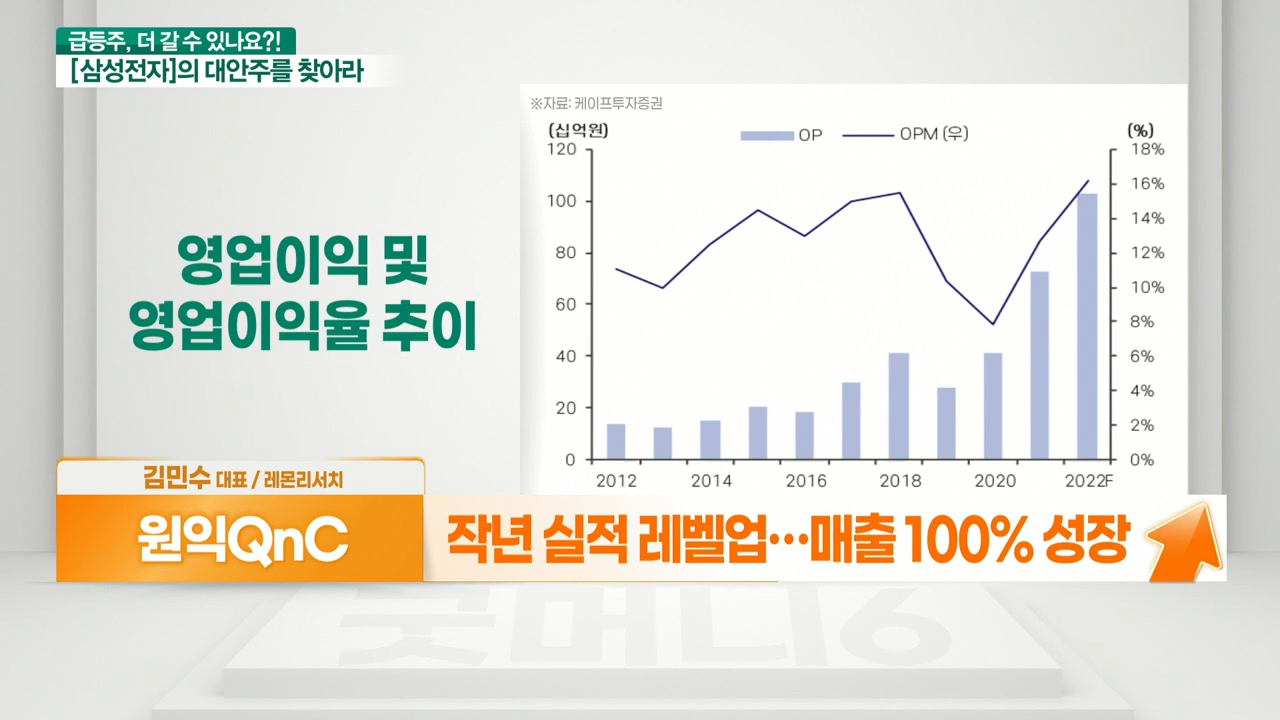 급등주, 더 갈 수 있나요?!
[삼성전자]의 대안주를 찾아라
※자료: 케이프투자증권
(십억원)
OP
OPM (우)
(%)
120
100
80
60
40
20
0
18%
16%
14%
12%
10%
8%
6%
4%
2%
0%
2012
2014
2016
2018
2020
2022F
영업이익 및
영업이익율 추이
김민수 대표 / 레몬리서치
원익QnC
작년 실적 레벨업…매출 100% 성장
굿머니6